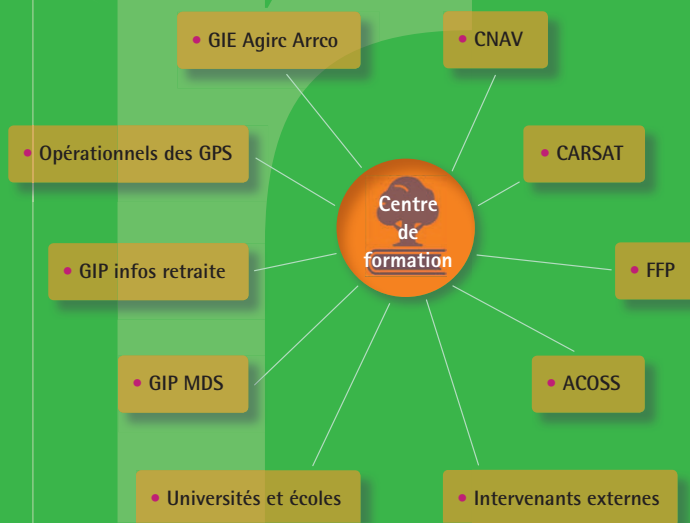 • GIE Agirc Arrco
• CNAV
• Opérationnels des GPS
• CARSAT
Centre
de
formation
• GIP infos retraite
• FFP
• GIP MDS
• ACOSS
• Universités et écoles
• Intervenants externes